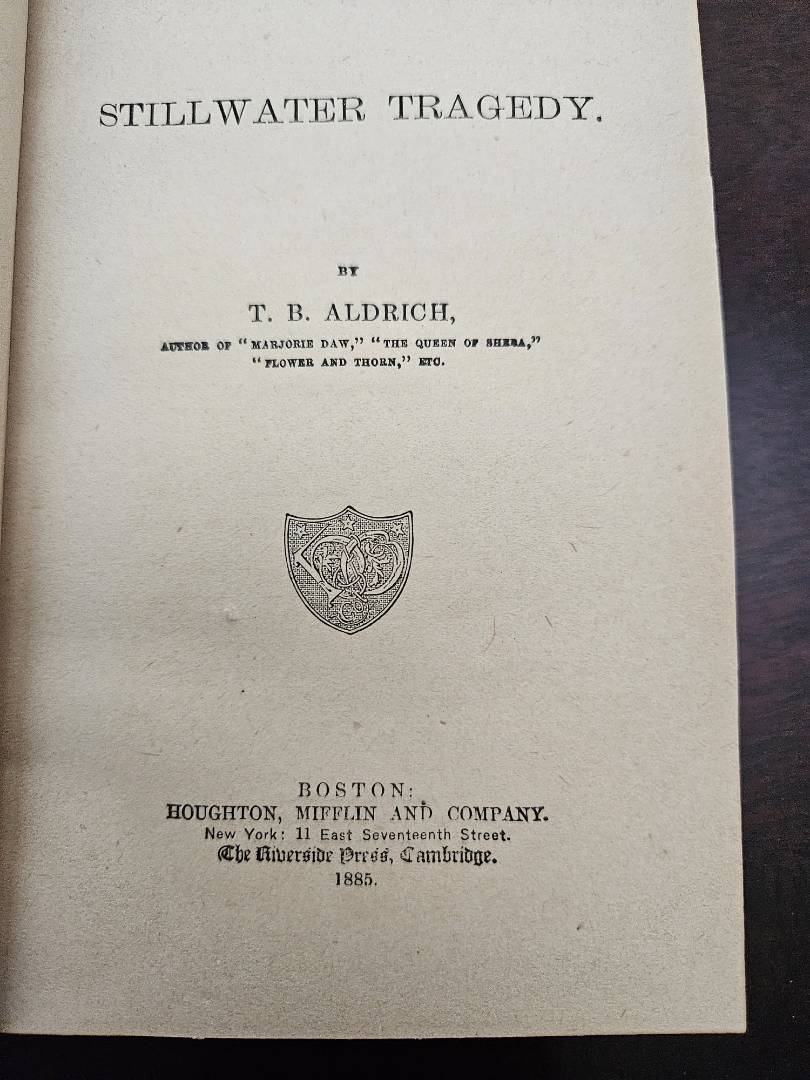 STILLWATER TRAGEDY.
BY
T. B. ALDRICH,
AUTHOR OF "MARJORIE DAW," "THE QUEEN OF SHEBA,"
"FLOWER AND THORN," ETC.
Co
BOSTON:
HOUGHTON, MIFFLIN AND COMPANY.
New York: 11 East Seventeenth Street.
The Riverside Press, Cambridge.
1885.